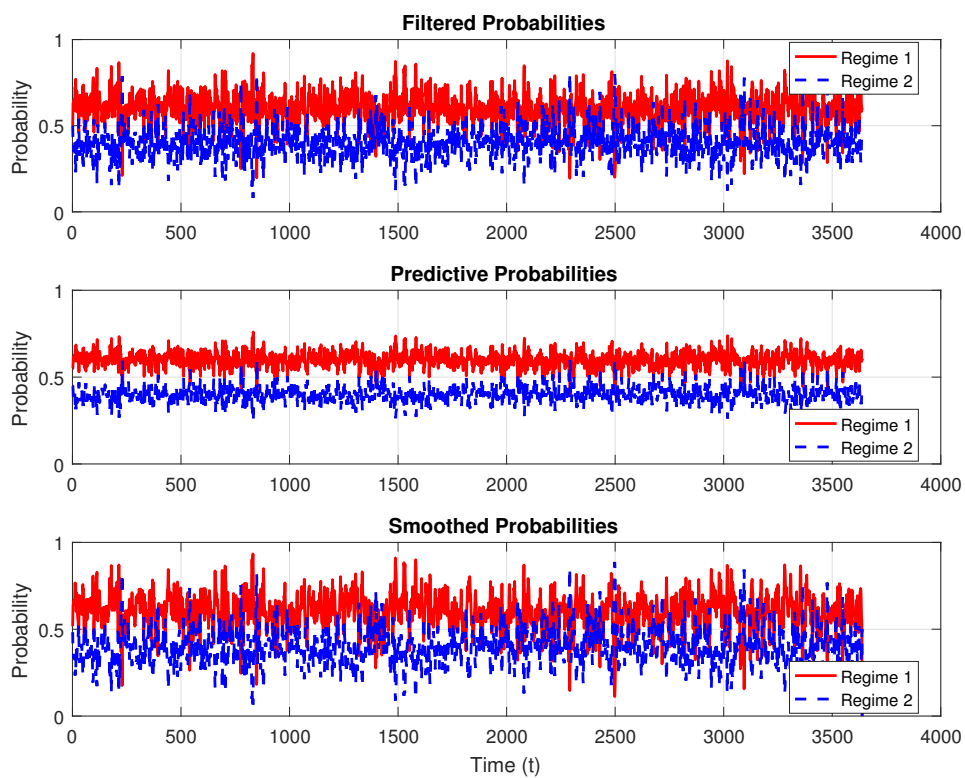 Filtered Probabilities
1
0.5
0
Probability
Regime 1
Regime 2
0 500 1000 1500 2000 2500 3000 3500 4000
Predictive Probabilities
1
0.5
0
Probability
Regime 1
Regime 2
0 500 1000 1500 2000 2500 3000 3500 4000
Smoothed Probabilities
1
0.5
0
Probability
Regime 1
Regime 2
0 500 1000 1500 2000 2500 3000 3500 4000
Time (t)